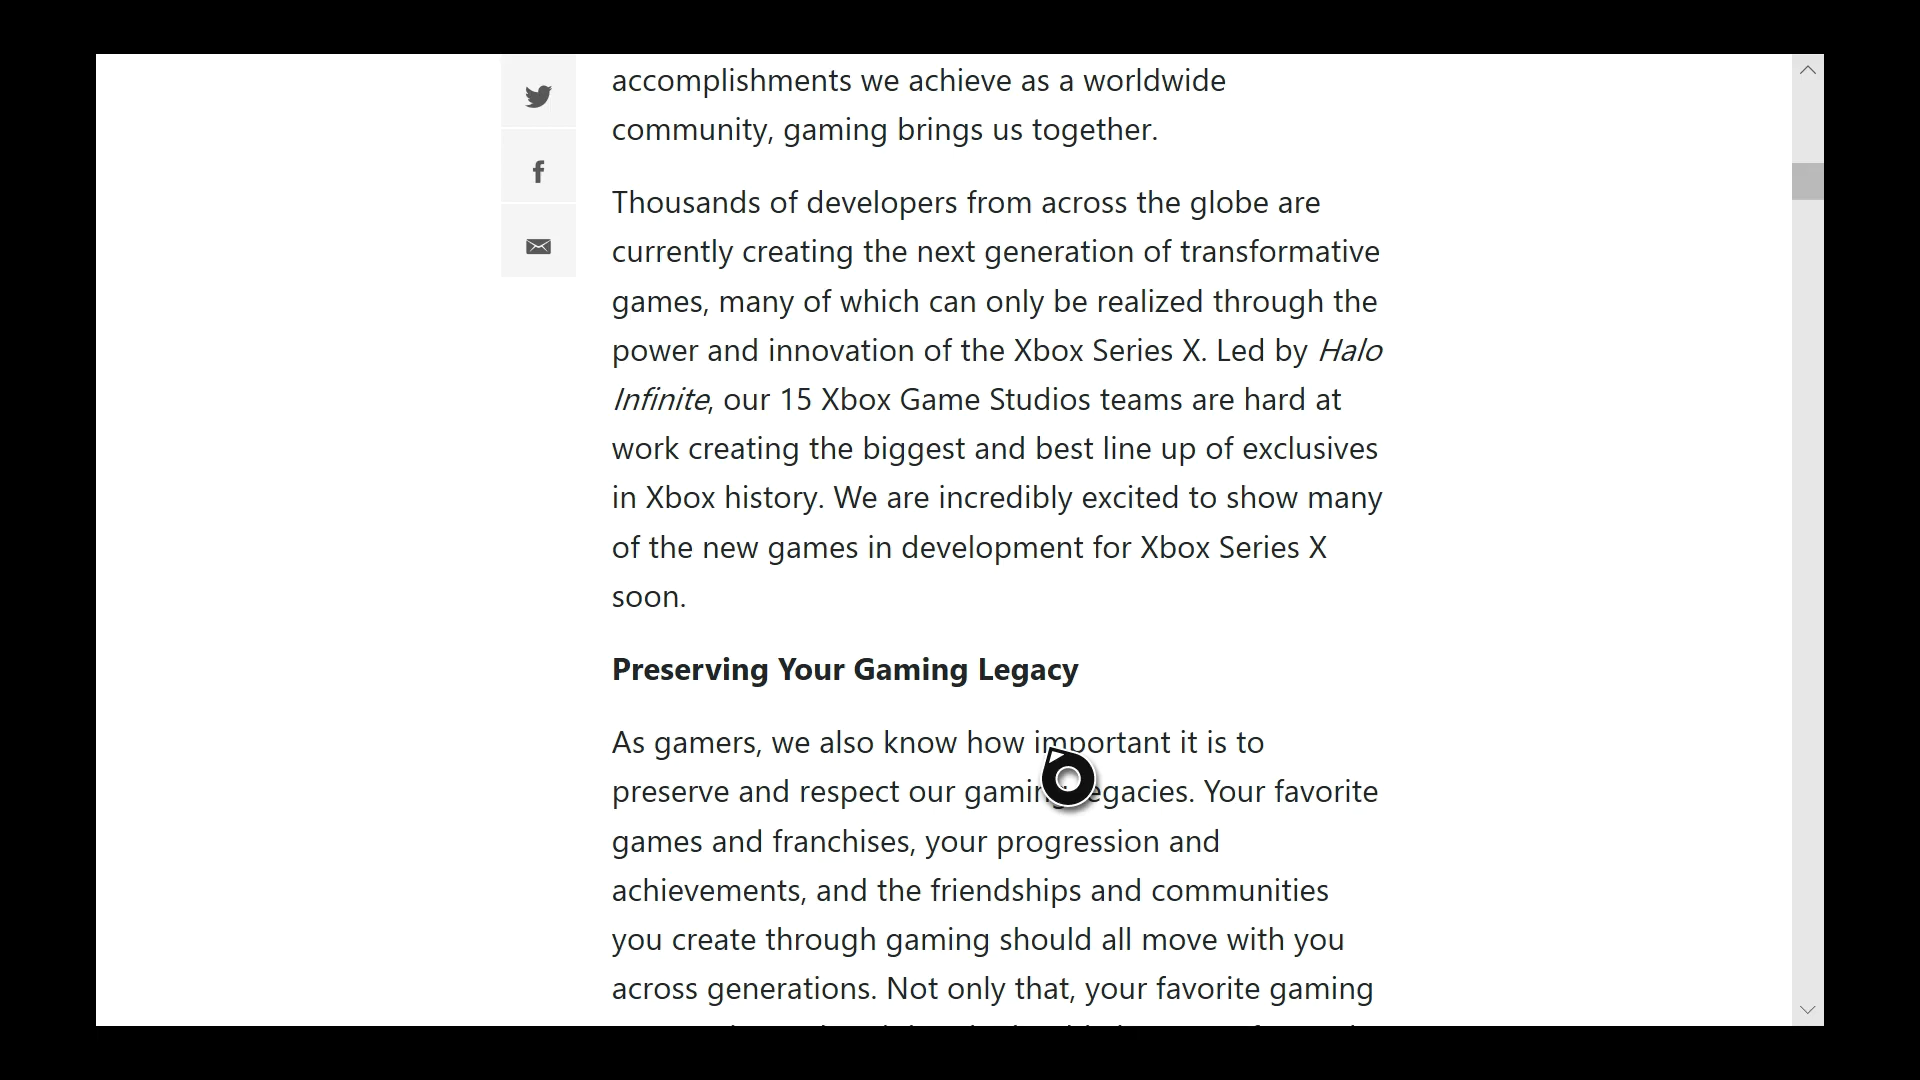 accomplishments we achieve as a worldwide
community, gaming brings us together.
Thousands of developers from across the globe are
currently creating the next generation of transformative
games, many of which can only be realized through the
power and innovation of the Xbox Series X. Led by Halo
Infinite, our 15 Xbox Game Studios teams are hard at
work creating the biggest and best line up of exclusives
in Xbox history. We are incredibly excited to show many
of the new games in development for Xbox Series X
soon.
Preserving Your Gaming Legacy
As gamers, we also know how important it is to
preserve and respect our gaming legacies. Your favorite
games and franchises, your progression and
achievements, and the friendships and communities
you create through gaming should all move with you
across generations. Not only that, your favorite gaming